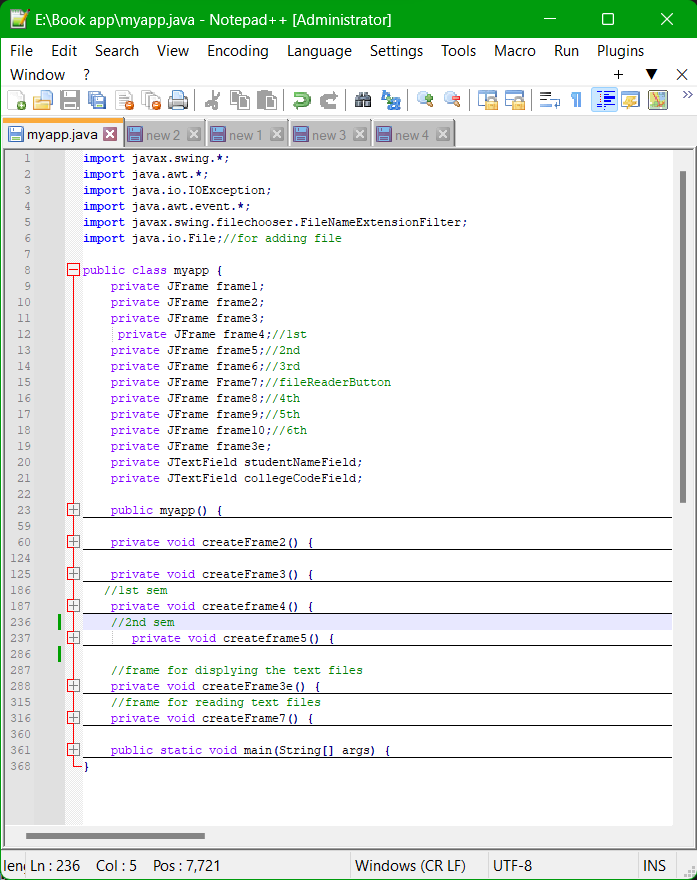 E:\Book app\myapp.java - Notepad++ [Administrator]
File Edit Search View Encoding Language Settings Tools Macro Run Plugins
Window ? + ▼ X
myapp.java new 2 new 1 new 3 new 4
1 import javax.swing.*;
2 import java.awt.*;
3 import java.io.IOException;
4 import java.awt.event.*;
5 import javax.swing.filechooser.FileNameExtensionFilter;
6 import java.io.File;//for adding file
7
8 public class myapp {
9 private JFrame frame1;
10 private JFrame frame2;
11 private JFrame frame3;
12 private JFrame frame4;//1st
13 private JFrame frame5;//2nd
14 private JFrame frame6;//3rd
15 private JFrame Frame7;//fileReaderButton
16 private JFrame frame8;//4th
17 private JFrame frame9;//5th
18 private JFrame frame10;//6th
19 private JFrame frame3e;
20 private JTextField studentNameField;
21 private JTextField collegeCodeField;
22
23 public myapp() {
59
60 private void createFrame2() {
124
125 private void createFrame3() {
186 //1st sem
187 private void createframe4() {
236 //2nd sem
237 private void createframe5() {
286
287 //frame for displying the text files
288 private void createFrame3e() {
315 //frame for reading text files
316 private void createFrame7() {
360
361 public static void main(String[] args) {
368 }
Ln : 236 Col : 5 Pos : 7,721 Windows (CR LF) UTF-8 INS